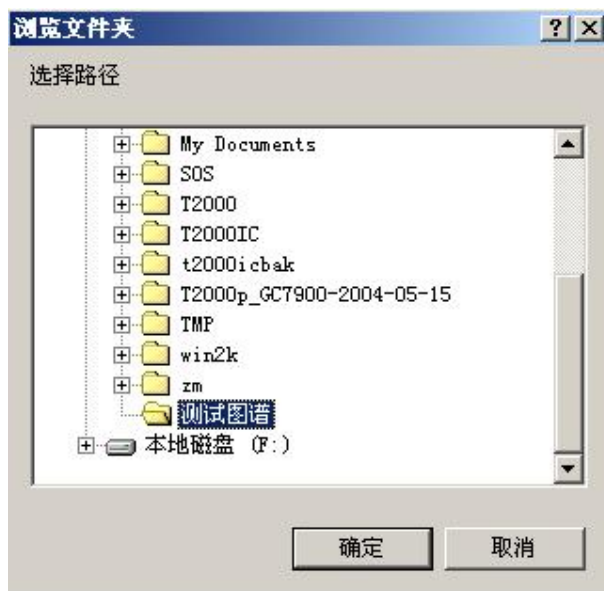 浏览文件夹
选择路径
My Documents
SOS
T2000
T2000IC
t2000icbak
T2000p_GC7900-2004-05-15
TMP
win2k
zm
测试图谱
本地磁盘 (F:)
确定 取消